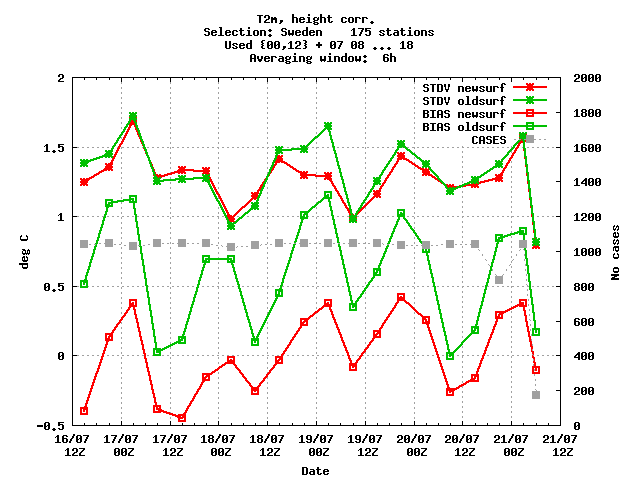 T2m, height corr.
Selection: Sweden    175 stations
Used {00,12} + 07 08 ... 18
Averaging window:  6h
STDV newsurf
STDV oldsurf
BIAS newsurf
BIAS oldsurf
CASES
2
1.5
1
0.5
0
-0.5
deg C
2000
1800
1600
1400
1200
1000
800
600
400
200
0
No cases
16/07 17/07 17/07 18/07 18/07 19/07 19/07 20/07 20/07 21/07 21/07
12Z 00Z 12Z 00Z 12Z 00Z 12Z 00Z 12Z 00Z 12Z
Date